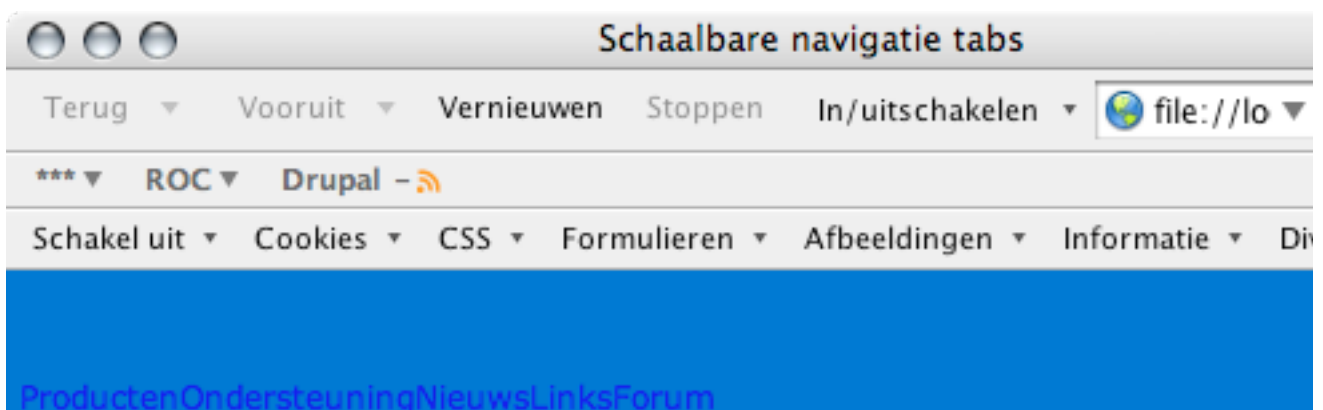 Schaalbare navigatie tabs
Terug Vooruit Vernieuwen Stoppen In/uitschakelen file://lo
*** ROC Drupal –
Schakel uit Cookies CSS Formulieren Afbeeldingen Informatie Div
ProductenOndersteuningNieuwsLinksForum